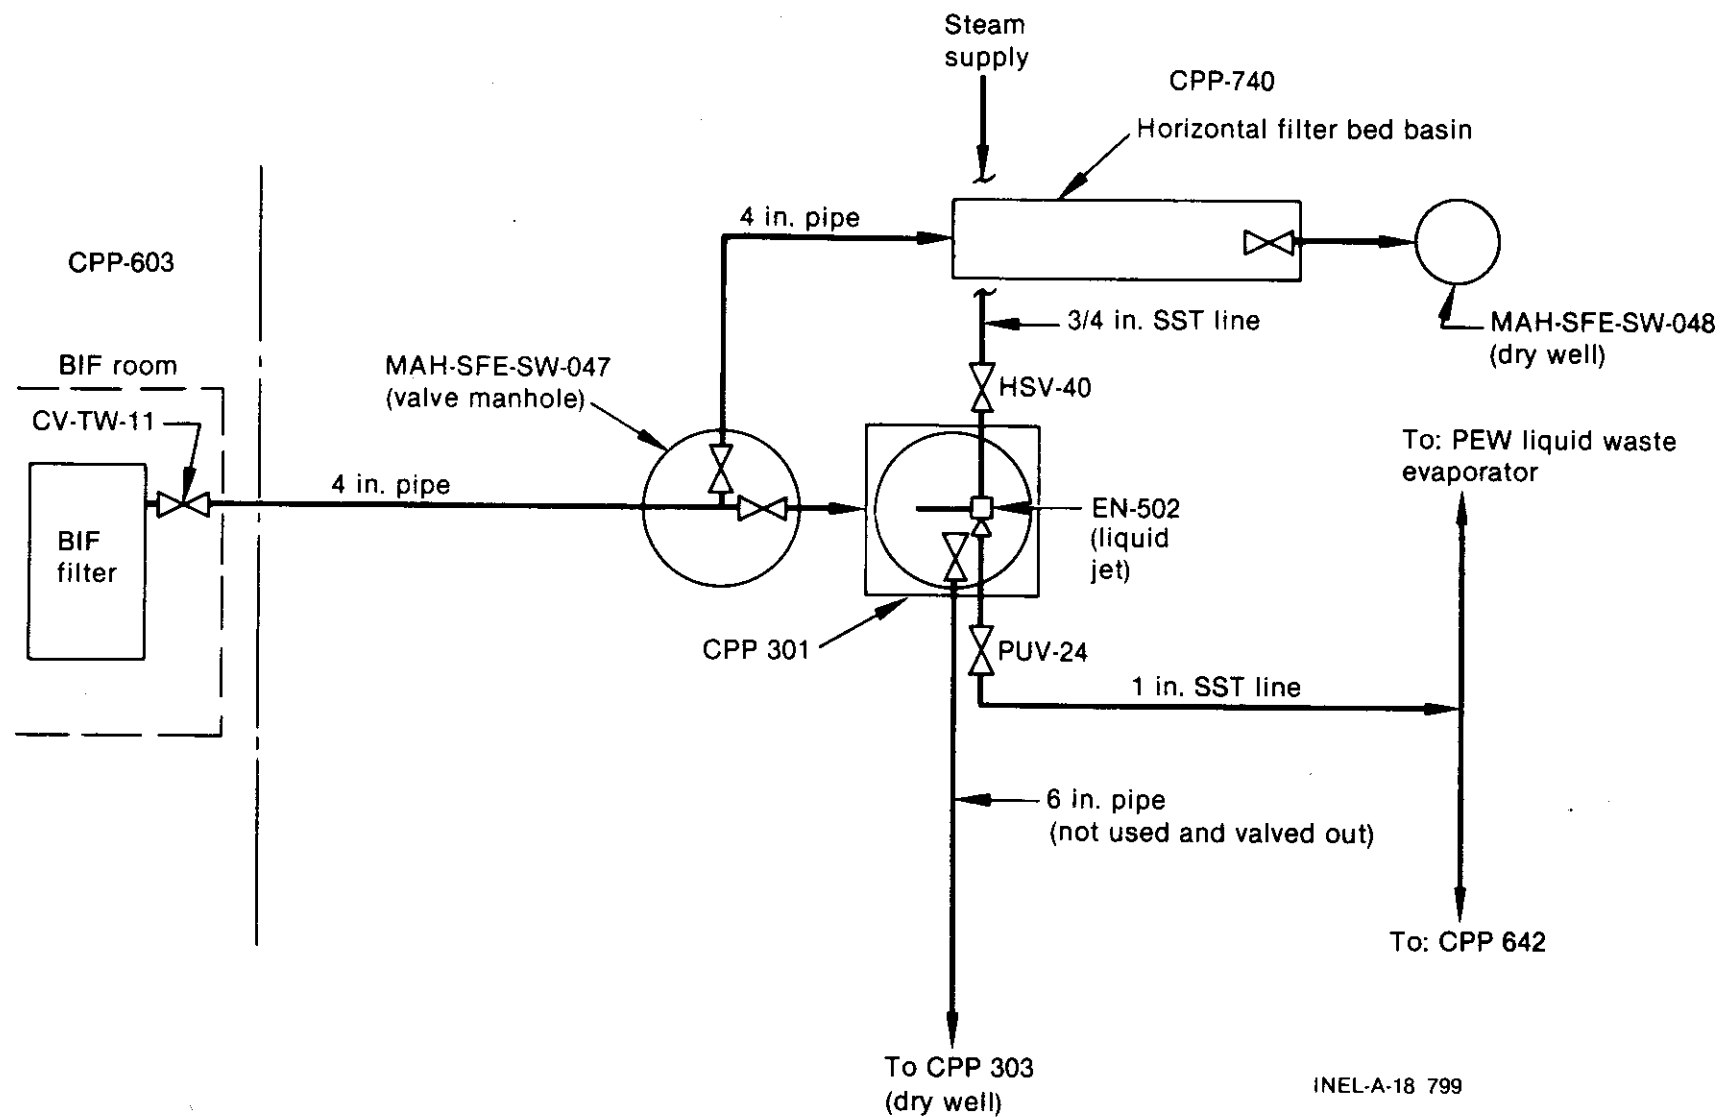 Steam
supply
CPP-740
Horizontal filter bed basin
4 in. pipe
CPP-603
3/4 in. SST line
MAH-SFE-SW-048
(dry well)
BIF room
MAH-SFE-SW-047
(valve manhole)
HSV-40
CV-TW-11
To: PEW liquid waste
evaporator
4 in. pipe
EN-502
(liquid
jet)
BIF
filter
CPP 301
PUV-24
1 in. SST line
6 in. pipe
(not used and valved out)
To: CPP 642
To CPP 303
(dry well)
INEL-A-18 799